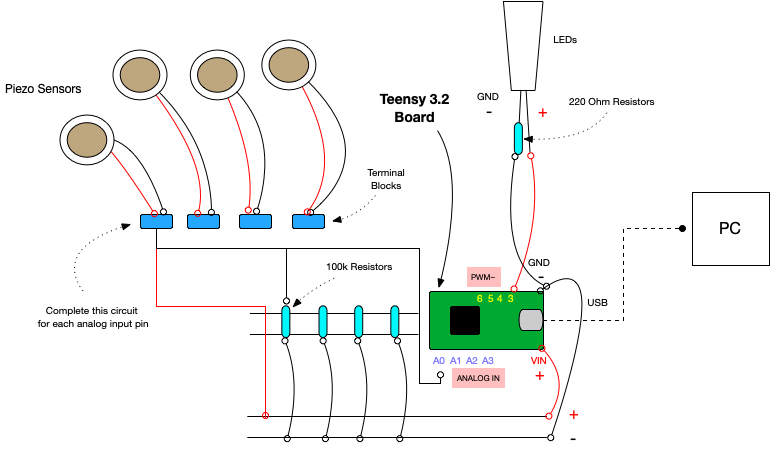 LEDs
Piezo Sensors
GND
-
+
220 Ohm Resistors
Teensy 3.2
Board
Terminal
Blocks
PC
GND
-
PWM~
6 5 4 3
100k Resistors
USB
Complete this circuit
for each analog input pin
A0 A1 A2 A3
VIN
ANALOG IN
+
+
-